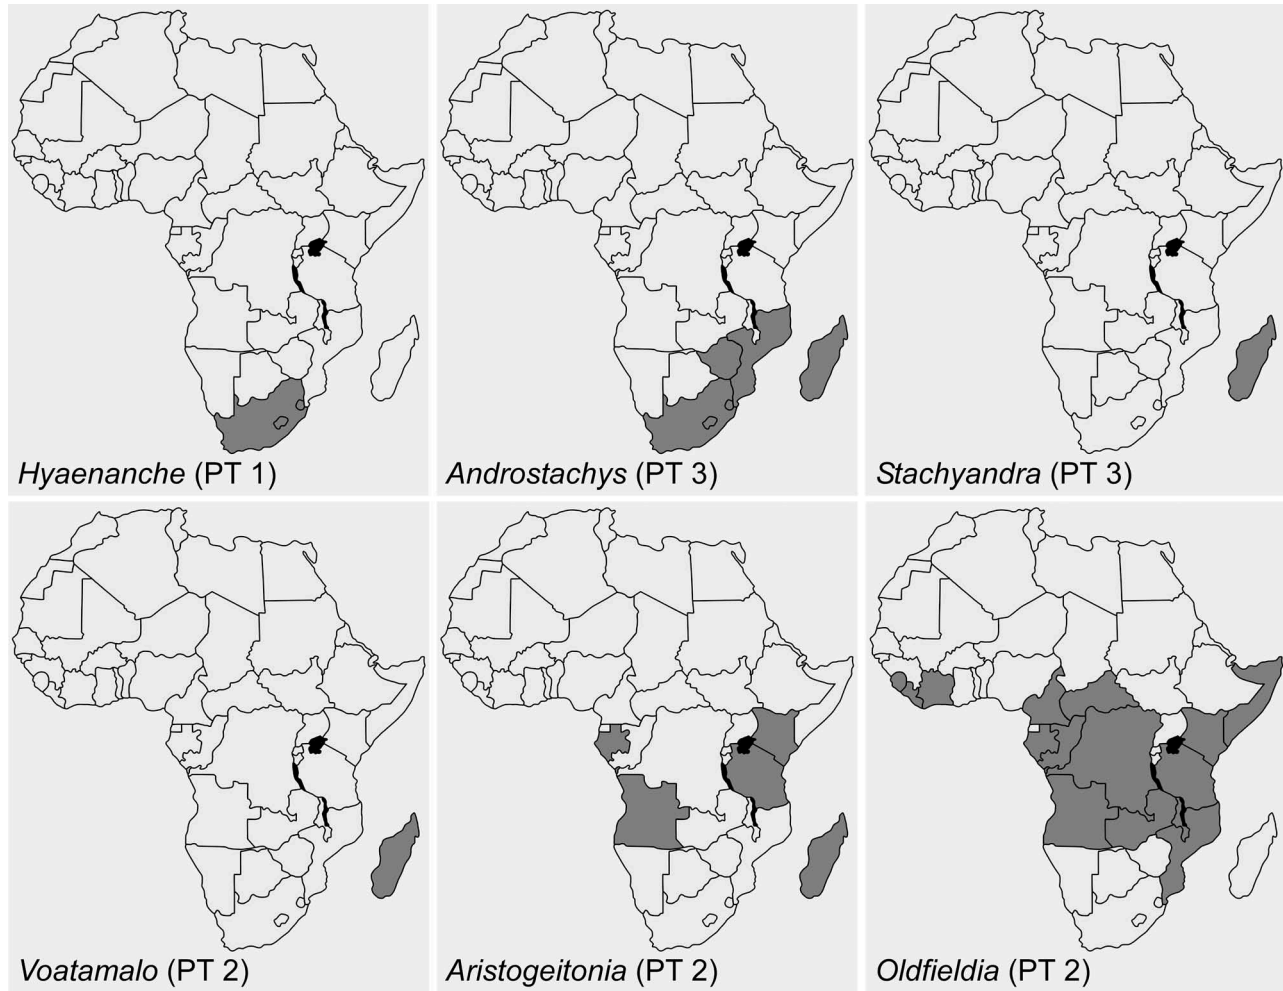 Hyaenanche (PT 1)
Androstachys (PT 3)
Stachyandra (PT 3)
Voatamalo (PT 2)
Aristogeitonia (PT 2)
Oldfieldia (PT 2)